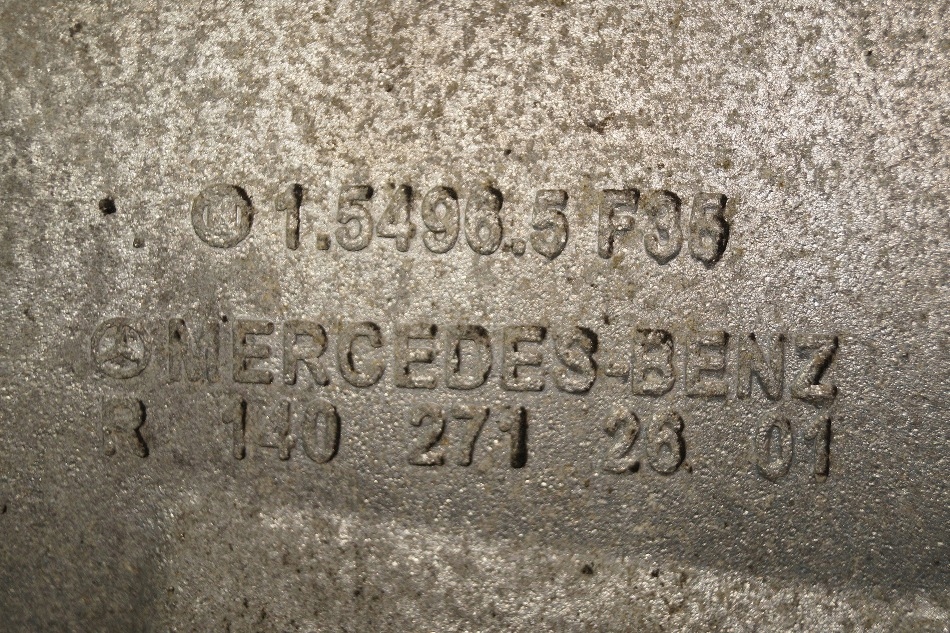 1.5496.5 F35
MERCEDES-BENZ
R 140 271 26 01